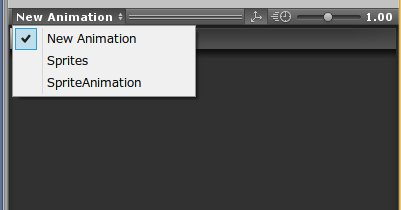 New Animation 1.00
New Animation
Sprites
SpriteAnimation